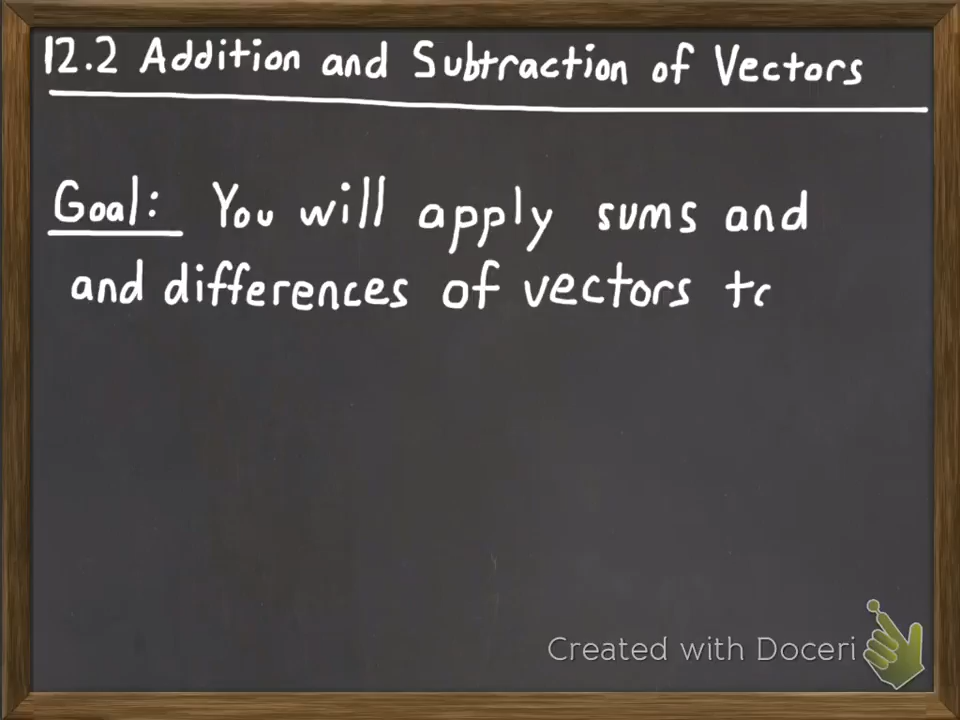 12.2 Addition and Subtraction of Vectors
Goal: You will apply sums and
and differences of vectors
Created with Doceri